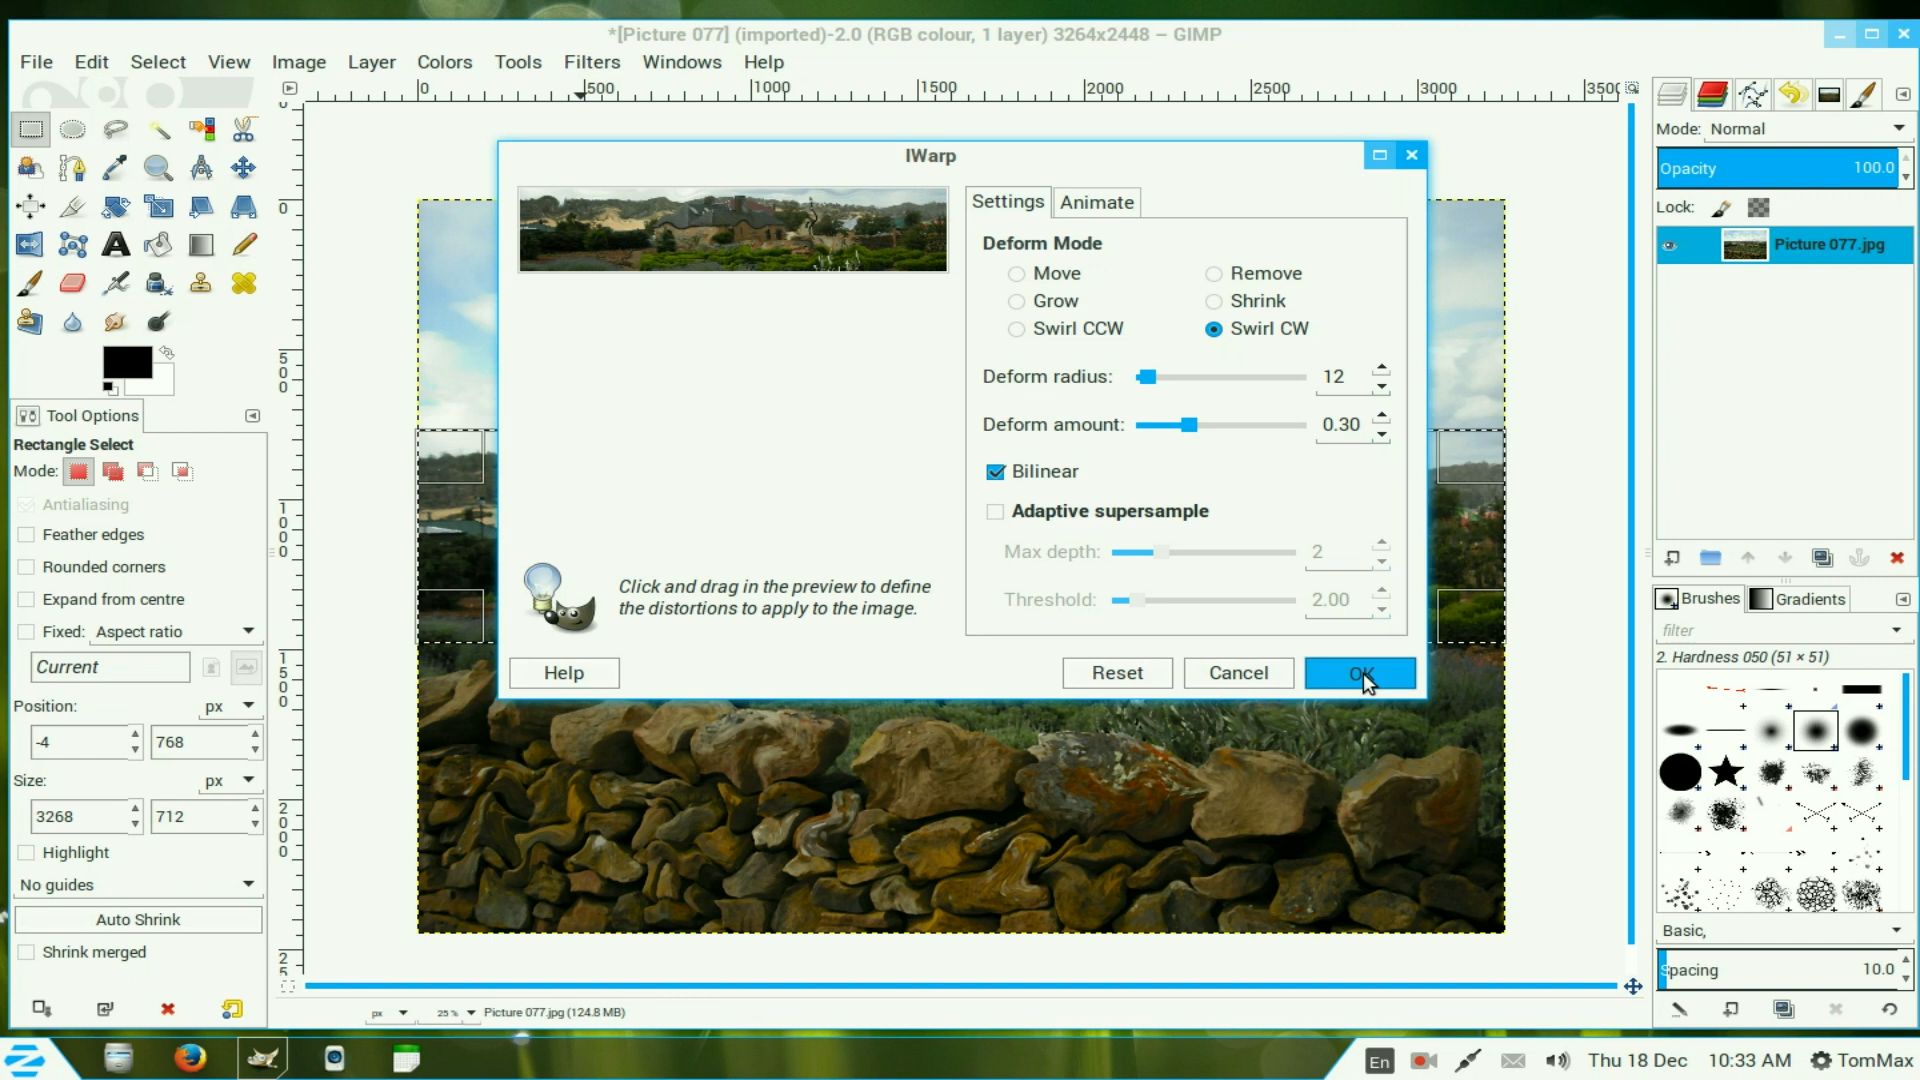 *[Picture 077] (imported)-2.0 (RGB colour, 1 layer) 3264x2448 – GIMP
File Edit Select View Image Layer Colors Tools Filters Windows Help
0 500 1000 1500 2000 2500 3000 3500
Mode: Normal
Opacity 100.0
Lock:
Picture 077.jpg
IWarp
Settings Animate
Deform Mode
Move Remove
Grow Shrink
Swirl CCW Swirl CW
Deform radius: 12
Deform amount: 0.30
Bilinear
Adaptive supersample
Max depth: 2
Threshold: 2.00
Click and drag in the preview to define
the distortions to apply to the image.
Help Reset Cancel OK
0
500
1000
1500
2000
25
Tool Options
Rectangle Select
Mode:
Antialiasing
Feather edges
Rounded corners
Expand from centre
Fixed: Aspect ratio
Current
Position: px
-4 768
Size: px
3268 712
Highlight
No guides
Auto Shrink
Shrink merged
px 25 % Picture 077.jpg (124.8 MB)
Brushes Gradients
filter
2. Hardness 050 (51 × 51)
Basic,
Spacing 10.0
En Thu 18 Dec 10:33 AM TomMax